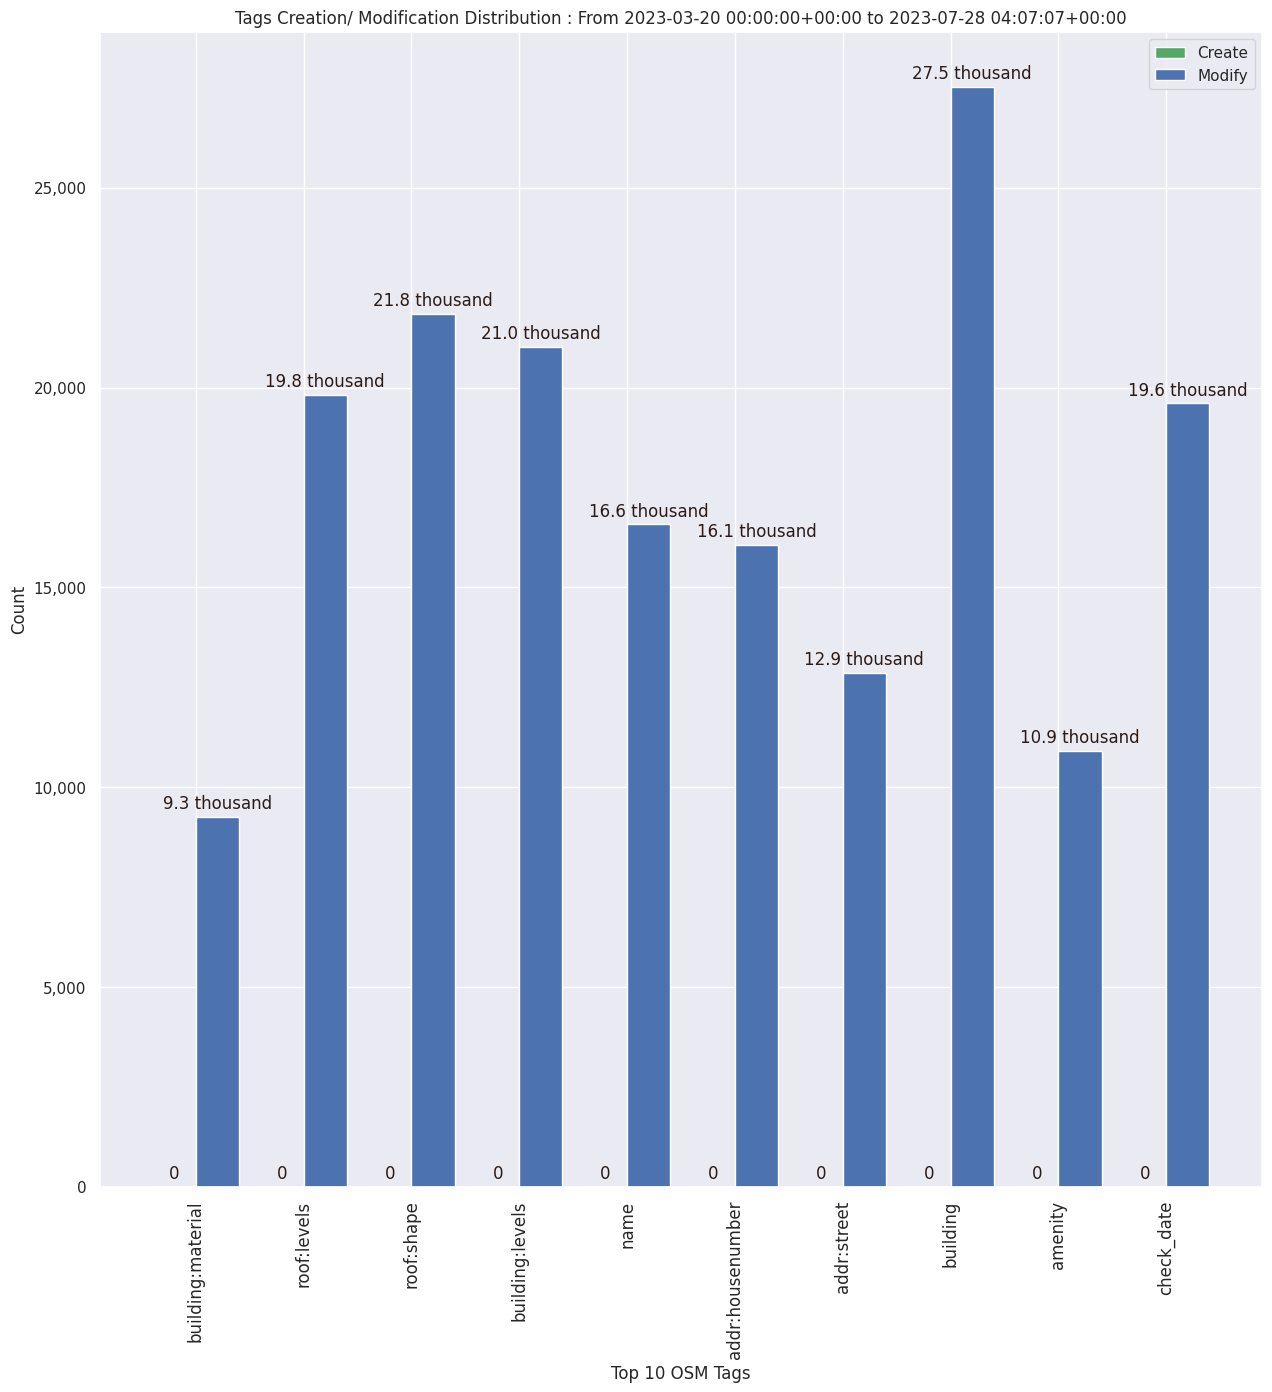 Tags Creation/ Modification Distribution : From 2023-03-20 00:00:00+00:00 to 2023-07-28 04:07:07+00:00
Create
Modify
27.5 thousand
25,000
21.8 thousand
21.0 thousand
20,000
19.8 thousand
19.6 thousand
16.6 thousand
16.1 thousand
15,000
Count
12.9 thousand
10.9 thousand
10,000
9.3 thousand
5,000
0
0 0 0 0 0 0 0 0 0 0
building:material
roof:levels
roof:shape
building:levels
name
addr:housenumber
addr:street
building
amenity
check_date
Top 10 OSM Tags